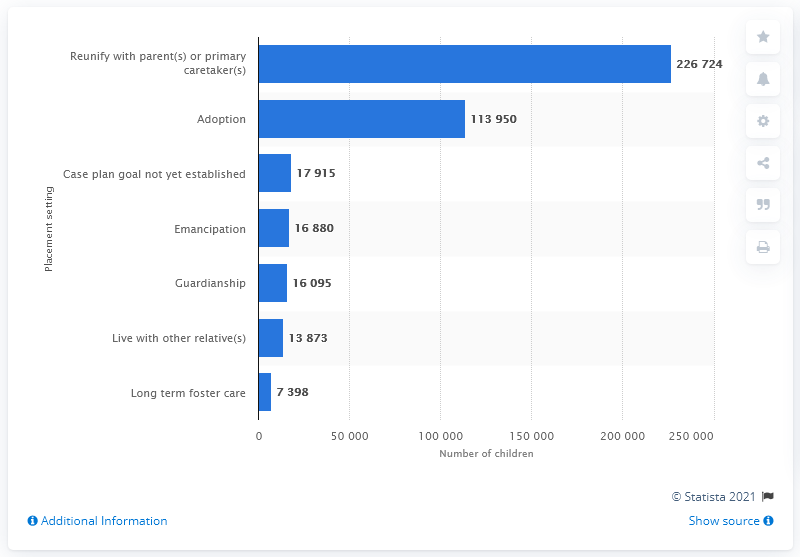 Placement setting
Reunify with parent(s) or primary
caretaker(s)
226 724
Adoption
113 950
Case plan goal not yet established
17 915
Emancipation
16 880
Guardianship
16 095
Live with other relative(s)
13 873
Long term foster care
7 398
0
50 000
100 000
150 000
200 000
250 000
Number of children
© Statista 2021
Additional Information
Show source